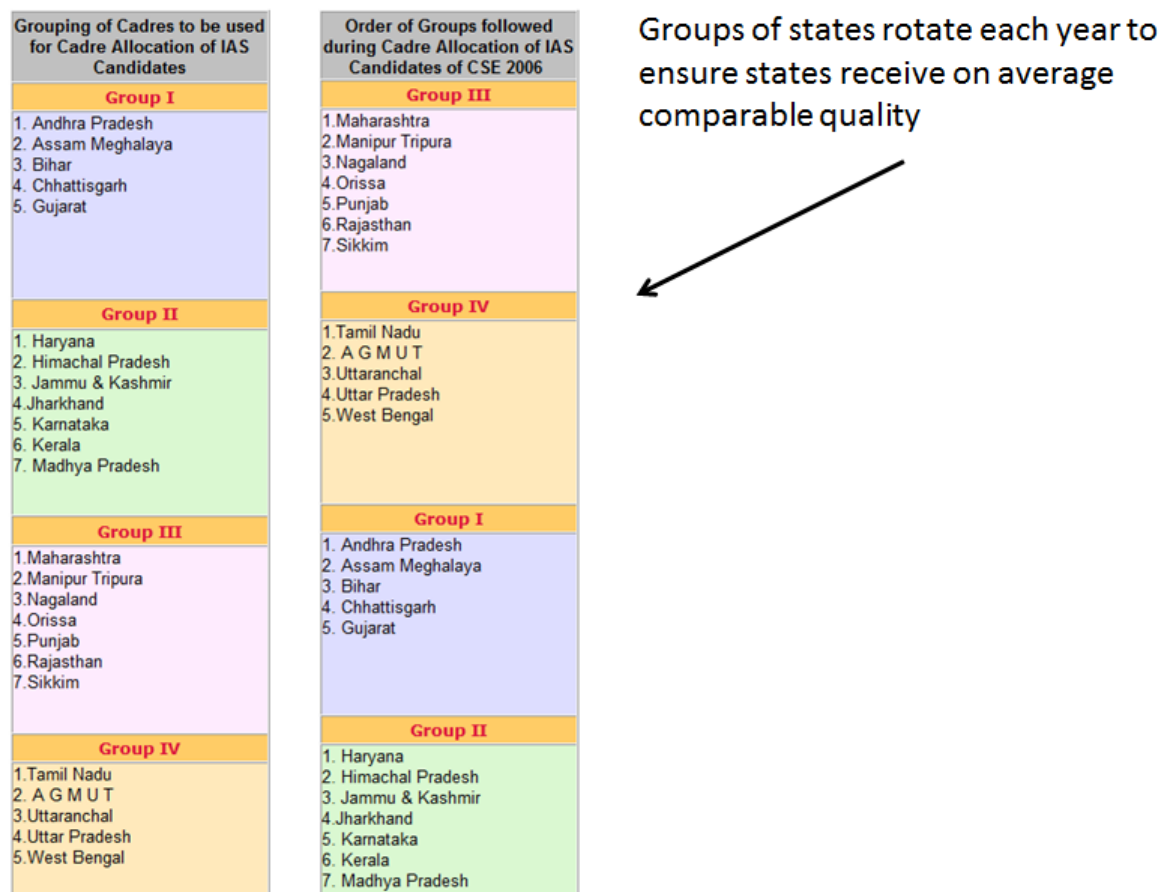 Grouping of Cadres to be used
for Cadre Allocation of IAS
Candidates
Group I
1. Andhra Pradesh
2. Assam Meghalaya
3. Bihar
4. Chhattisgarh
5. Gujarat
Group II
1. Haryana
2. Himachal Pradesh
3. Jammu & Kashmir
4.Jharkhand
5. Karnataka
6. Kerala
7. Madhya Pradesh
Group III
1.Maharashtra
2.Manipur Tripura
3.Nagaland
4.Orissa
5.Punjab
6.Rajasthan
7.Sikkim
Group IV
1.Tamil Nadu
2. A G M U T
3.Uttaranchal
4.Uttar Pradesh
5.West Bengal
Order of Groups followed
during Cadre Allocation of IAS
Candidates of CSE 2006
Group III
1.Maharashtra
2.Manipur Tripura
3.Nagaland
4.Orissa
5.Punjab
6.Rajasthan
7.Sikkim
Group IV
1.Tamil Nadu
2. A G M U T
3.Uttaranchal
4.Uttar Pradesh
5.West Bengal
Group I
1. Andhra Pradesh
2. Assam Meghalaya
3. Bihar
4. Chhattisgarh
5. Gujarat
Group II
1. Haryana
2. Himachal Pradesh
3. Jammu & Kashmir
4.Jharkhand
5. Karnataka
6. Kerala
7. Madhya Pradesh
Groups of states rotate each year to
ensure states receive on average
comparable quality